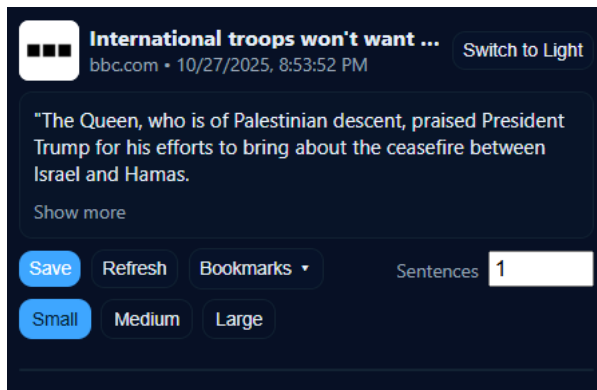 International troops won't want ...
bbc.com • 10/27/2025, 8:53:52 PM
Switch to Light
"The Queen, who is of Palestinian descent, praised President
Trump for his efforts to bring about the ceasefire between
Israel and Hamas.
Show more
Save Refresh Bookmarks ▾ Sentences 1
Small Medium Large